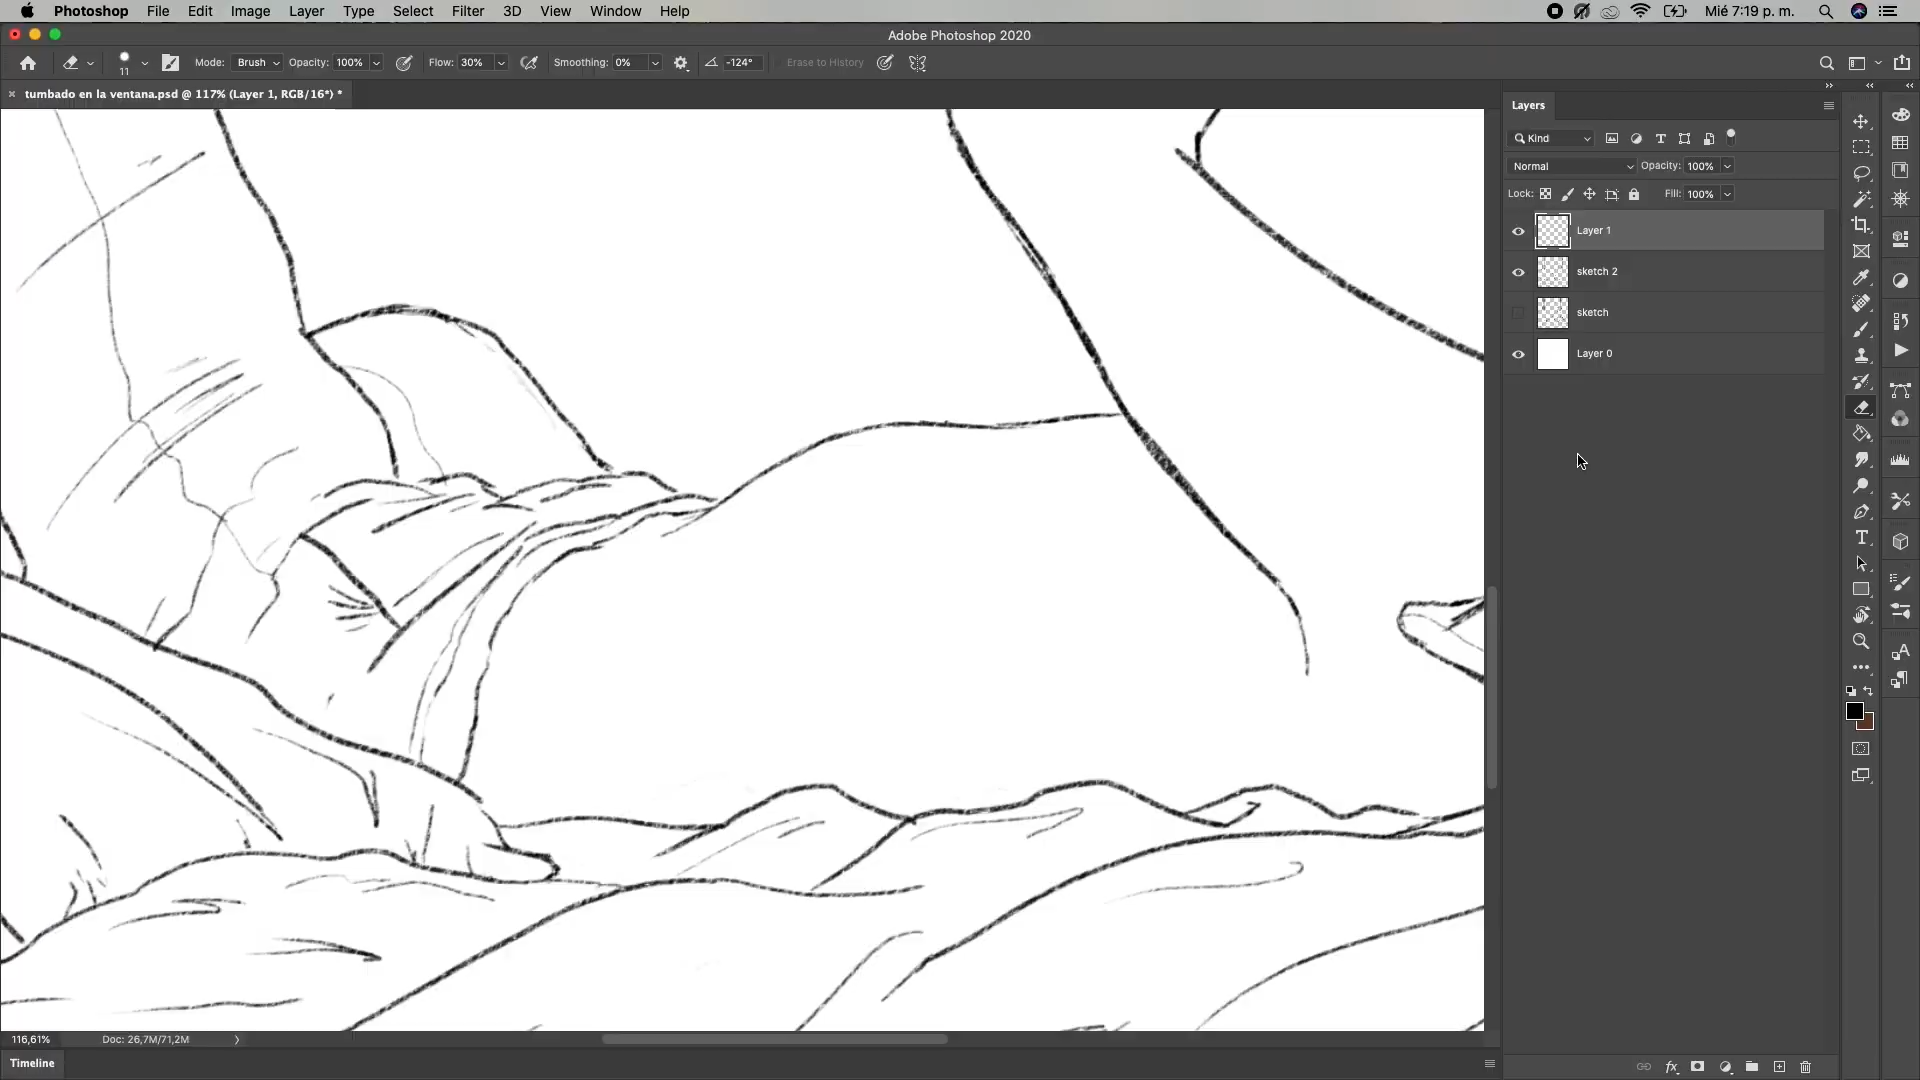 Photoshop File Edit Image Layer Type Select Filter 3D View Window Help Mié 7:19 p. m.
Adobe Photoshop 2020
11 Mode: Brush Opacity: 100% Flow: 30% Smoothing: 0% -124° Erase to History
tumbado en la ventana.psd @ 117% (Layer 1, RGB/16*) *
Layers
Kind
Normal Opacity: 100%
Lock: Fill: 100%
Layer 1
sketch 2
sketch
Layer 0
116,61% Doc: 26,7M/71,2M
Timeline